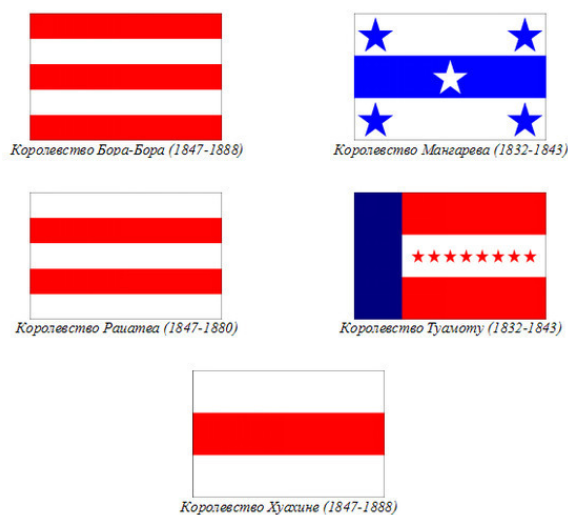 Королевство Бора-Бора (1847-1888)
Королевство Мангарева (1832-1843)
Королевство Раиатеа (1847-1880)
Королевство Туамоту (1832-1843)
Королевство Хуахине (1847-1888)